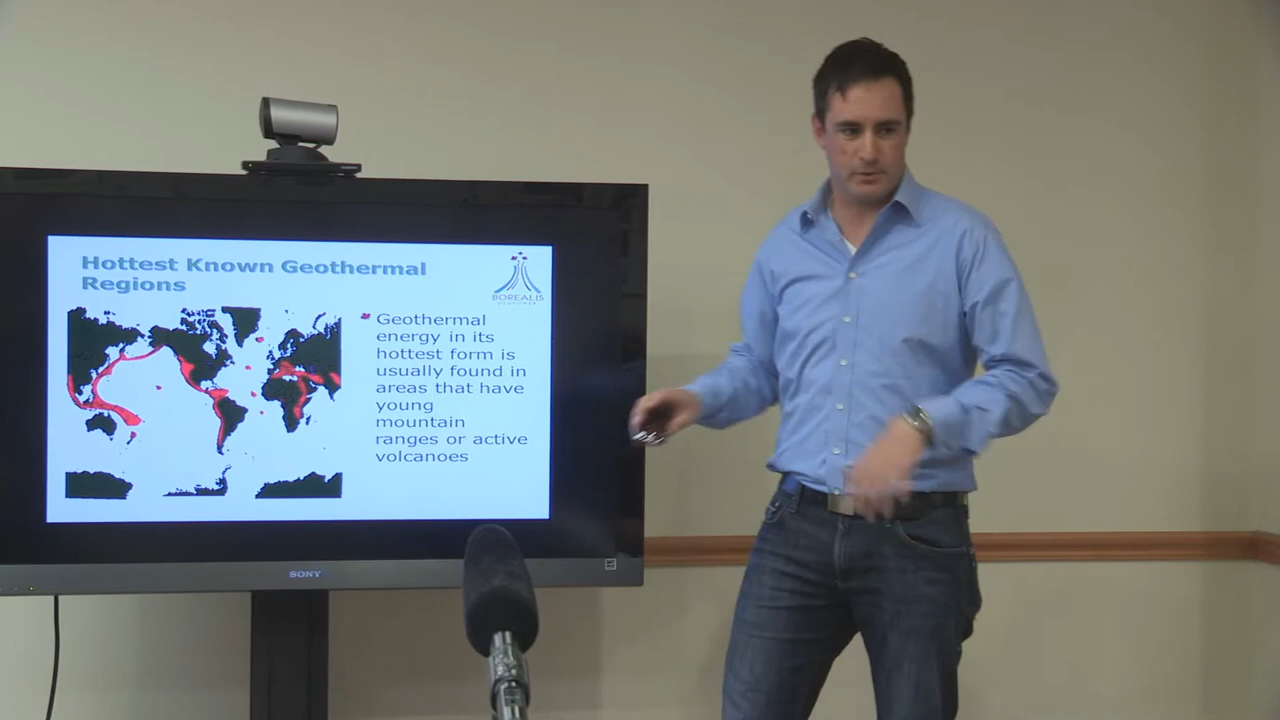 Hottest Known Geothermal
Regions
BOREALIS
GEOPOWER
Geothermal
energy in its
hottest form is
usually found in
areas that have
young
mountain
ranges or active
volcanoes
SONY